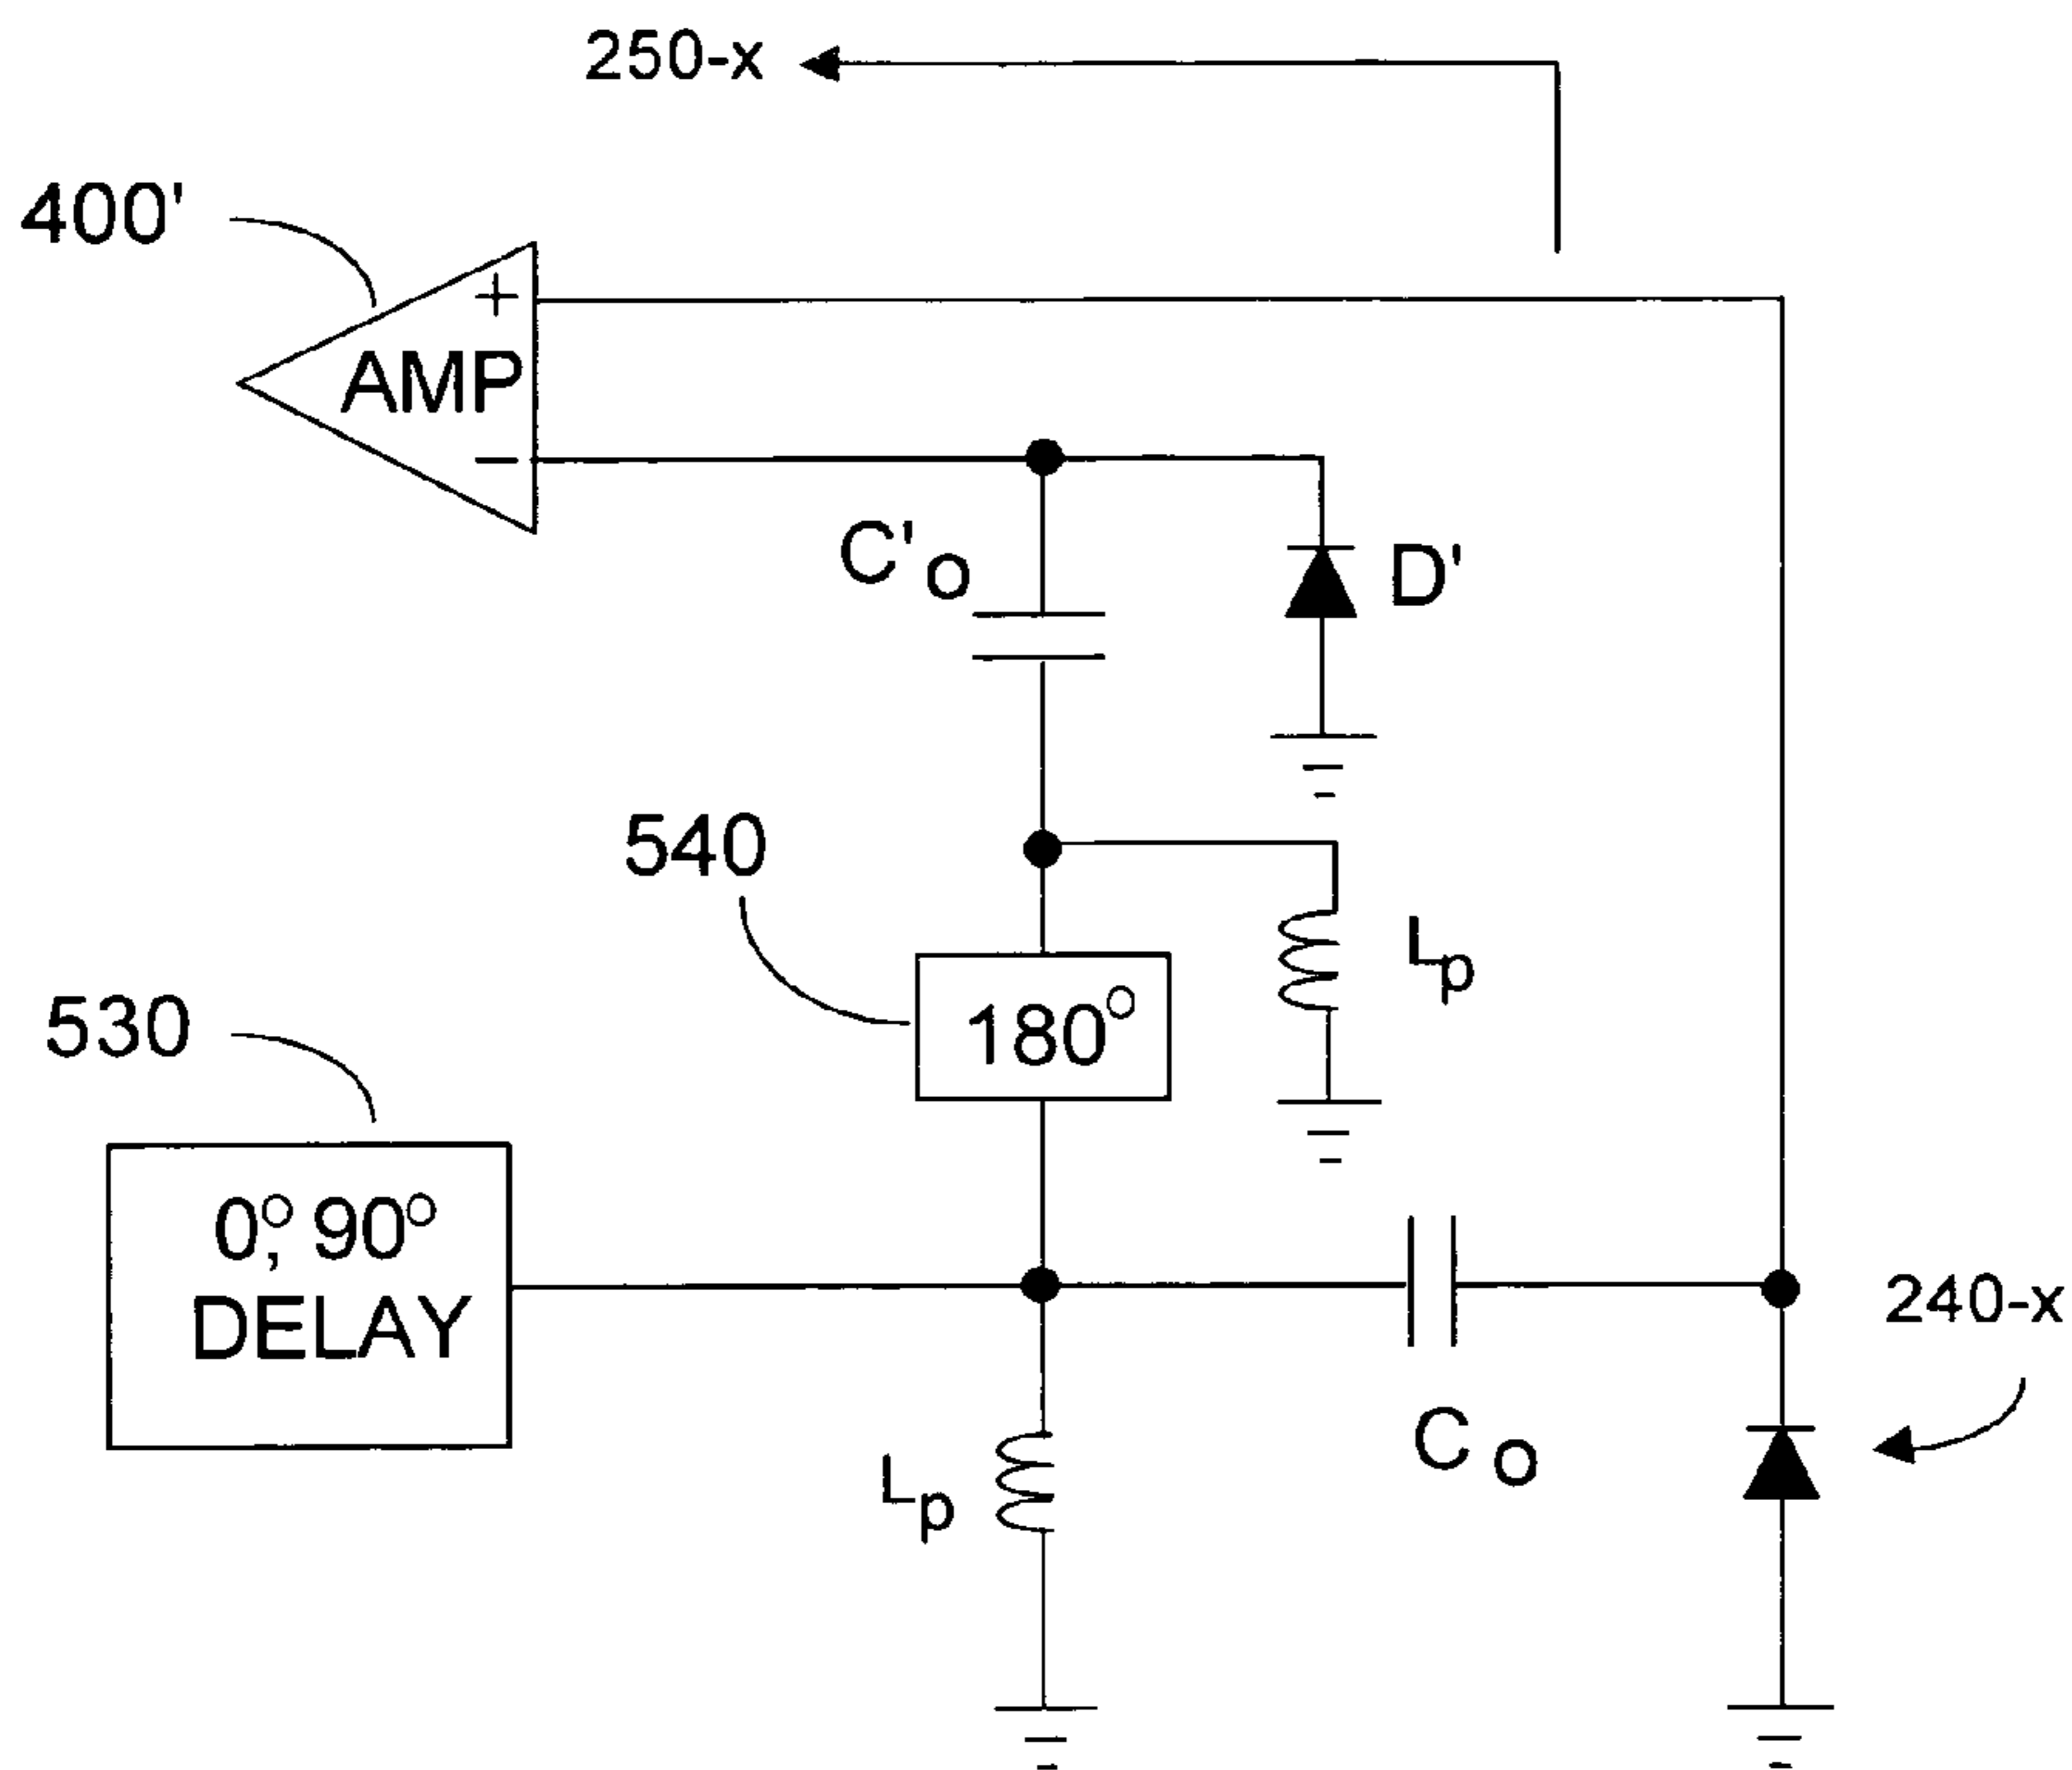 250-x
400'
+
AMP
−
C'o
D'
540
Lp
180°
530
0°, 90°
DELAY
240-x
Co
Lp